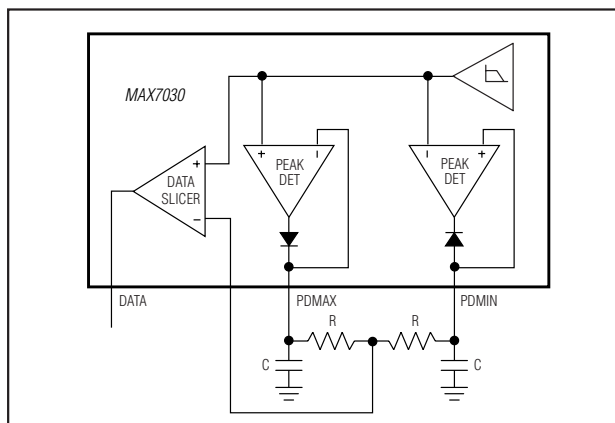 MAX7030
+
−
PEAK
DET
−
+
PEAK
DET
+
DATA
SLICER
−
DATA
PDMAX
PDMIN
R
R
C
C